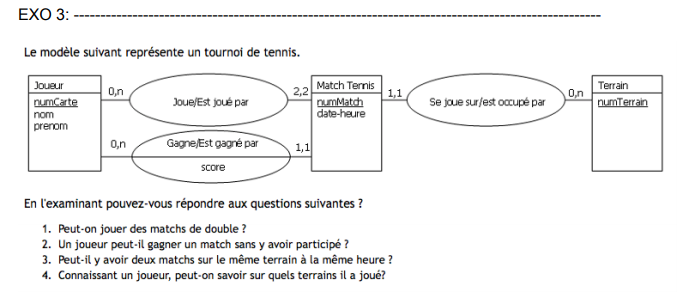 EXO 3: ------------------------------------------------------------------------------------------------
Le modèle suivant représente un tournoi de tennis.
Joueur
numCarte
nom
prenom
0,n
Joue/Est joué par
2,2
Match Tennis
numMatch
date-heure
1,1
Se joue sur/est occupé par
0,n
Terrain
numTerrain
0,n
Gagne/Est gagné par
score
1,1
En l'examinant pouvez-vous répondre aux questions suivantes ?
1. Peut-on jouer des matchs de double ?
2. Un joueur peut-il gagner un match sans y avoir participé ?
3. Peut-il y avoir deux matchs sur le même terrain à la même heure ?
4. Connaissant un joueur, peut-on savoir sur quels terrains il a joué?